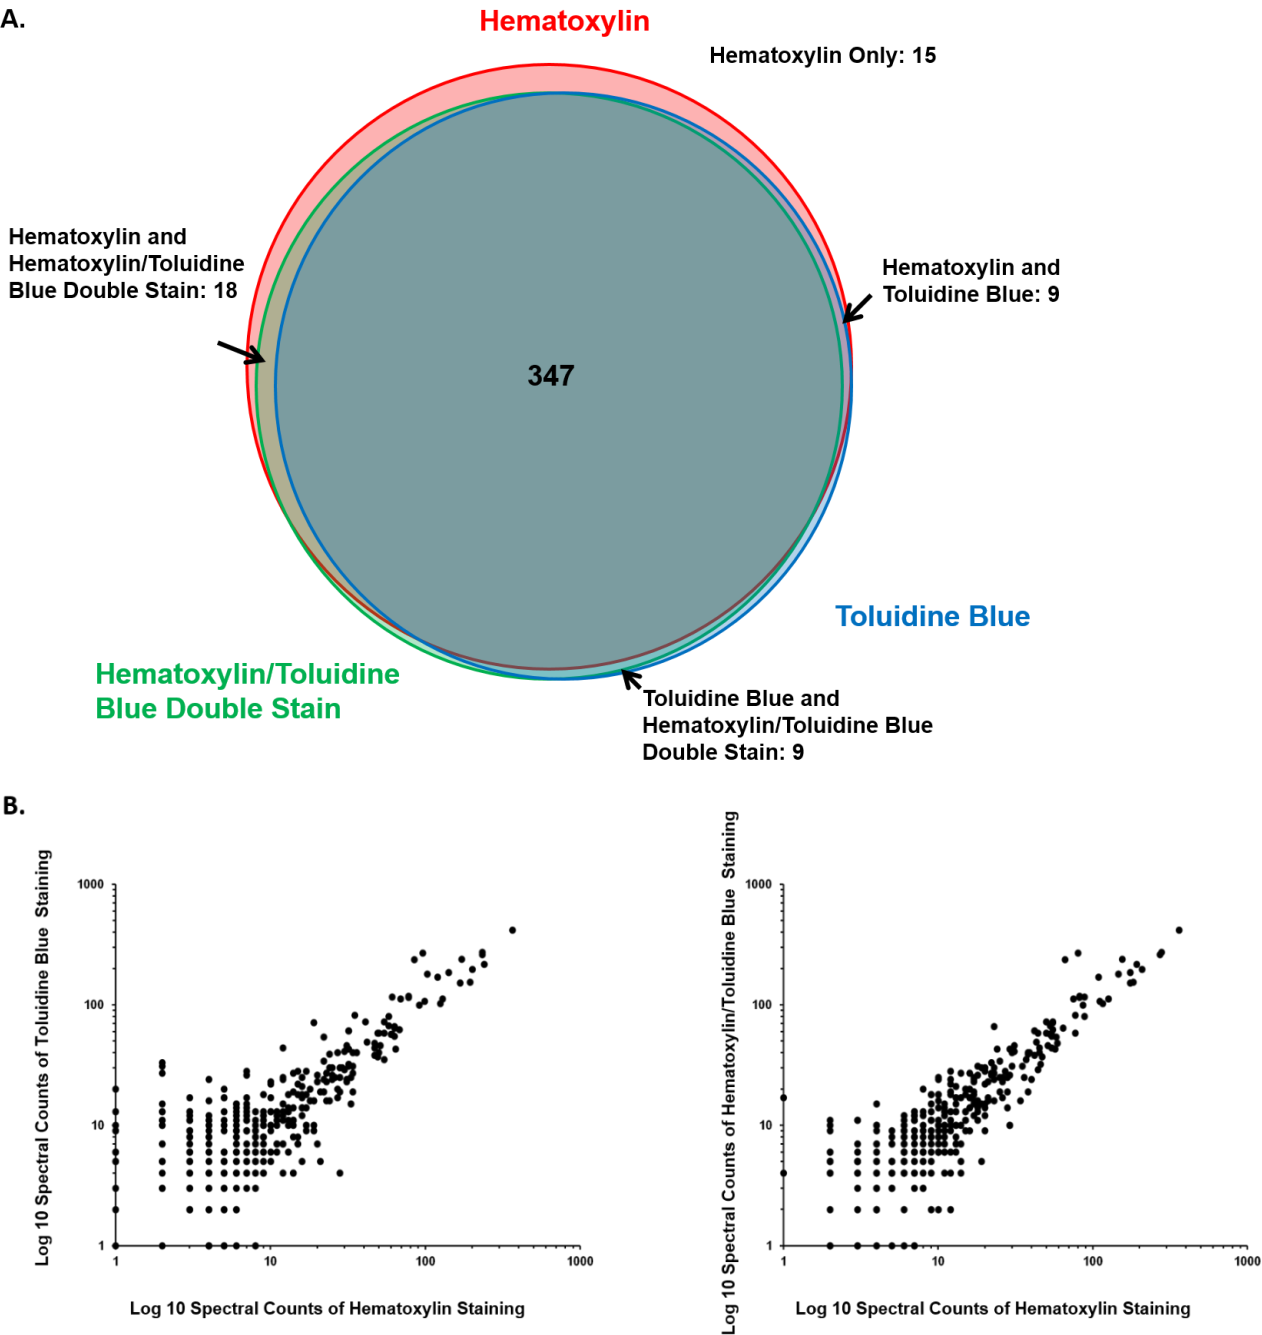 A.
Hematoxylin
Hematoxylin Only: 15
Hematoxylin and
Hematoxylin/Toluidine
Blue Double Stain: 18
Hematoxylin and
Toluidine Blue: 9
347
Toluidine Blue
Hematoxylin/Toluidine
Blue Double Stain
Toluidine Blue and
Hematoxylin/Toluidine Blue
Double Stain: 9
B.
Log 10 Spectral Counts of Toluidine Blue Staining
1000
100
10
1
1
10
100
1000
Log 10 Spectral Counts of Hematoxylin Staining
Log 10 Spectral Counts of Hematoxylin/Toluidine Blue Staining
1000
100
10
1
1
10
100
1000
Log 10 Spectral Counts of Hematoxylin Staining